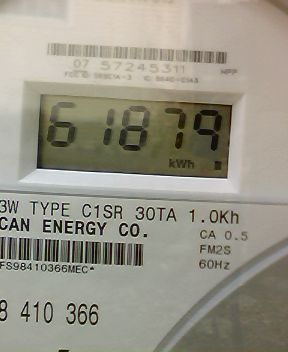 07 57245311
61879
kWh
3W TYPE C1SR 30TA 1.0Kh
CAN ENERGY CO.
CA 0.5
FM2S
FS98410366MEC*
60Hz
8 410 366